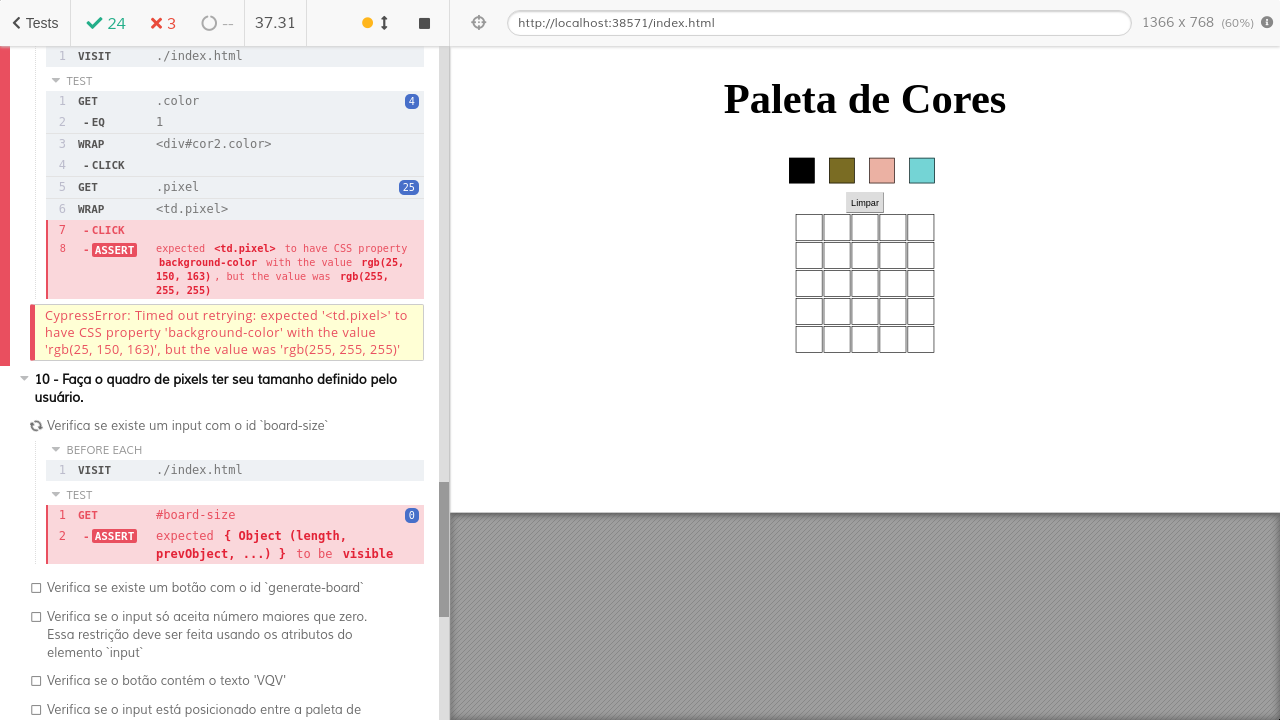 Tests 24 3 -- 37.31
http://localhost:38571/index.html 1366 x 768 (60%)
1 VISIT ./index.html
TEST
1 GET .color 4
2 - EQ 1
3 WRAP <div#cor2.color>
4 - CLICK
5 GET .pixel 25
6 WRAP <td.pixel>
7 - CLICK
8 - ASSERT expected <td.pixel> to have CSS property
background-color with the value rgb(25,
150, 163) , but the value was rgb(255,
255, 255)
CypressError: Timed out retrying: expected '<td.pixel>' to
have CSS property 'background-color' with the value
'rgb(25, 150, 163)', but the value was 'rgb(255, 255, 255)'
10 - Faça o quadro de pixels ter seu tamanho definido pelo
usuário.
Verifica se existe um input com o id `board-size`
BEFORE EACH
1 VISIT ./index.html
TEST
1 GET #board-size 0
2 - ASSERT expected { Object (length,
prevObject, ...) } to be visible
Verifica se existe um botão com o id `generate-board`
Verifica se o input só aceita número maiores que zero.
Essa restrição deve ser feita usando os atributos do
elemento `input`
Verifica se o botão contém o texto 'VQV'
Verifica se o input está posicionado entre a paleta de
Paleta de Cores
Limpar